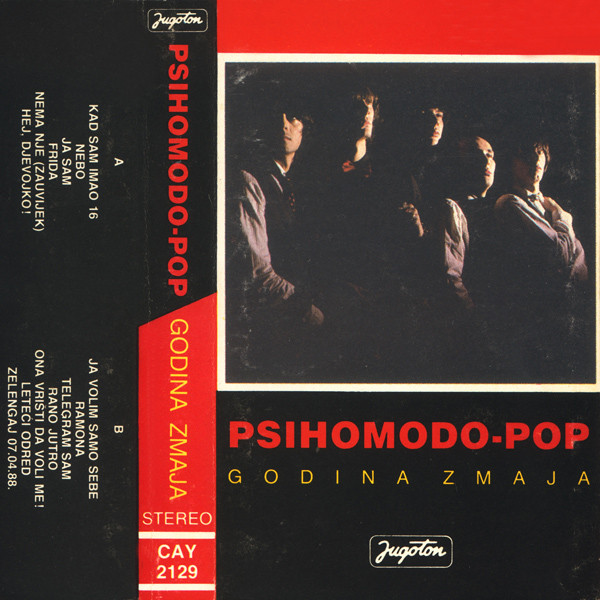 A
KAD SAM IMAO 16
NEBO
JA SAM
FRIDA
NEMA NJE (ZAUVIJEK)
HEJ, DJEVOJKO!
B
JA VOLIM SAMO SEBE
RAMONA
TELEGRAM SAM
RANO JUTRO
ONA VRIŠTI DA VOLI ME!
LETECI ODRED
ZELENGAJ 07.04.88.
Jugoton
PSIHOMODO-POP
GODINA ZMAJA
STEREO
CAY
2129
PSIHOMODO-POP
GODINA ZMAJA
Jugoton